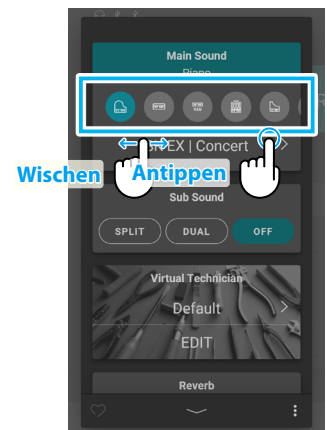 Main Sound
Piano
EX | Concert
Wischen
Antippen
Sub Sound
SPLIT
DUAL
OFF
Virtual Technician
Default
EDIT
Reverb